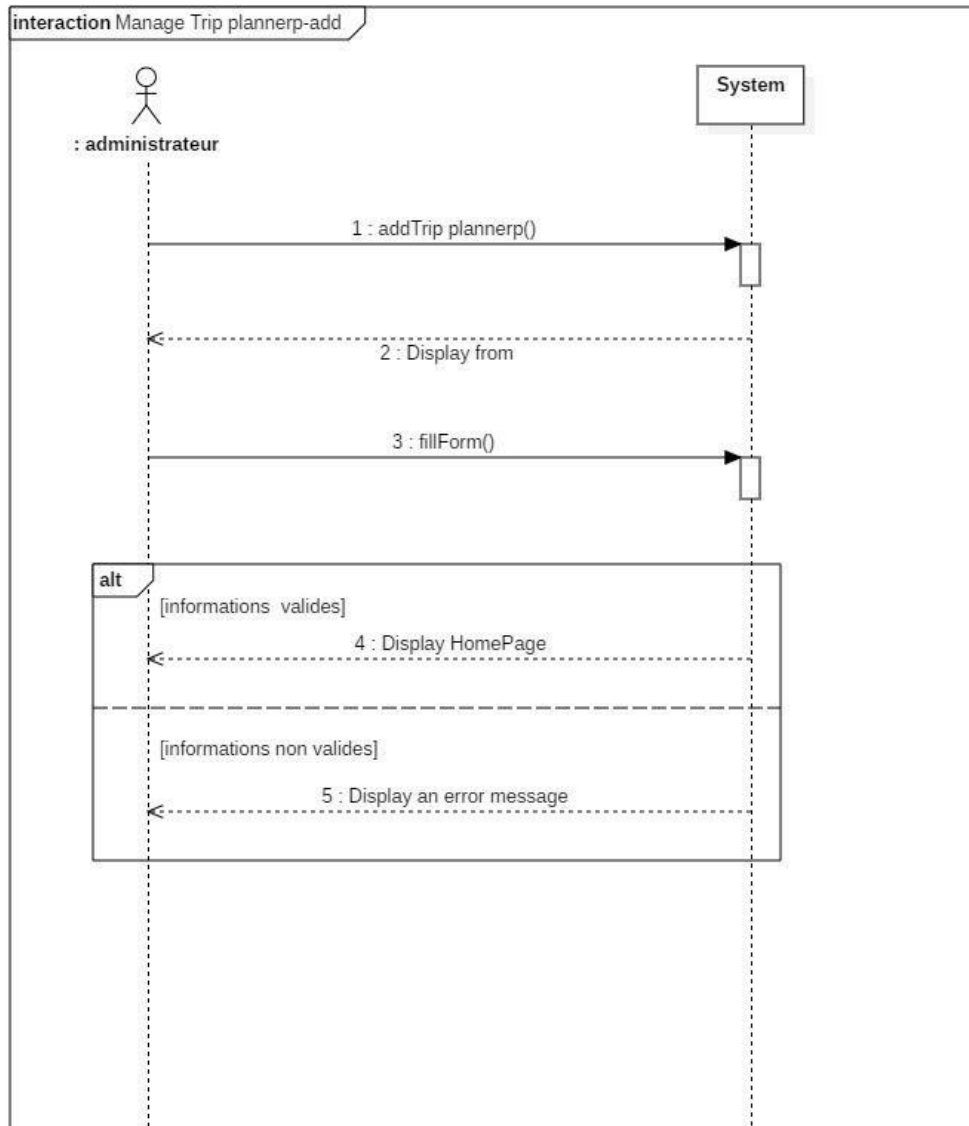 interaction Manage Trip plannerp-add
System
: administrateur
1 : addTrip plannerp()
2 : Display from
3 : fillForm()
alt
[informations  valides]
4 : Display HomePage
[informations non valides]
5 : Display an error message